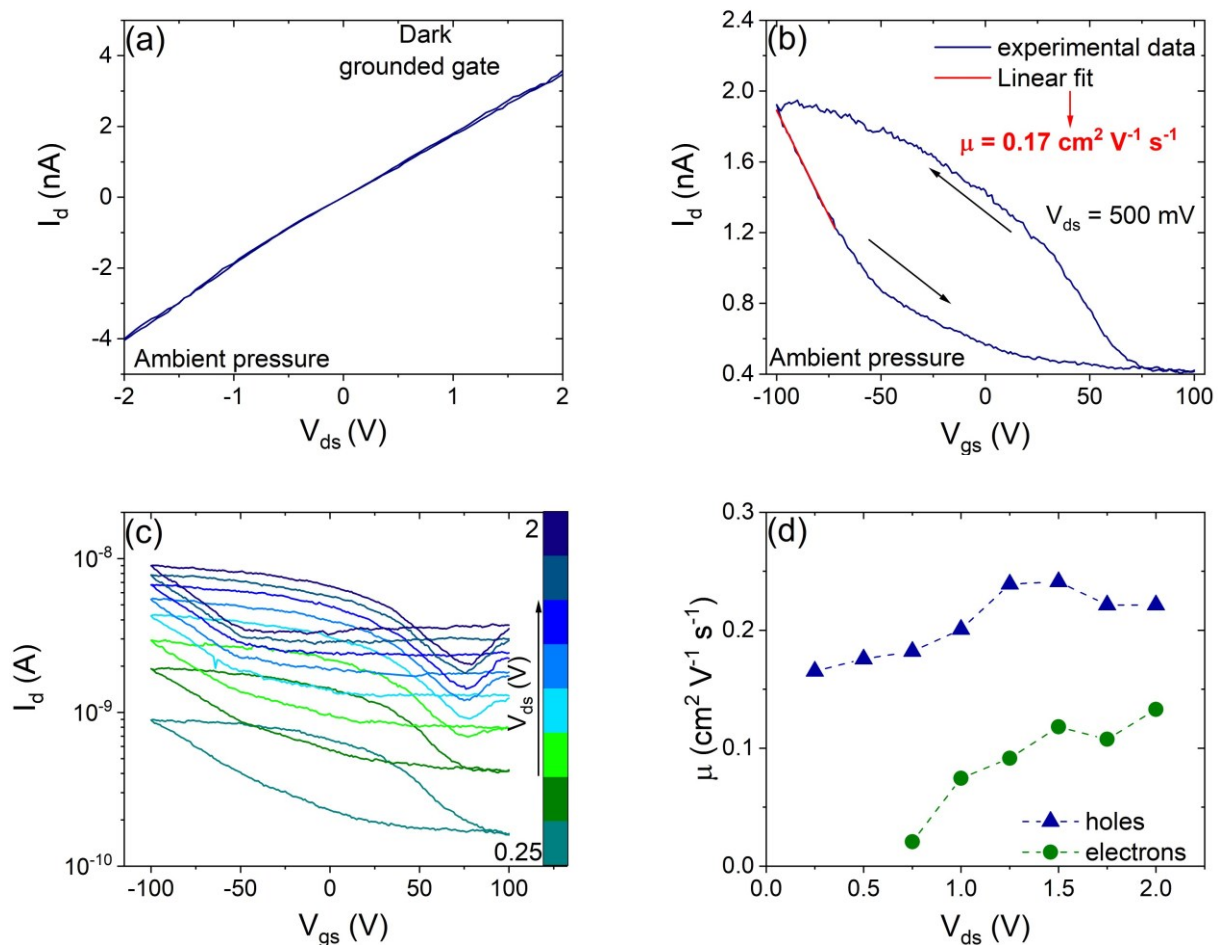 (a)
Dark
grounded gate
4
2
0
-2
-4
I_d (nA)
Ambient pressure
-2
-1
0
1
2
V_ds (V)
(b)
experimental data
Linear fit
μ = 0.17 cm² V⁻¹ s⁻¹
V_ds = 500 mV
2.4
2.0
1.6
1.2
0.8
0.4
I_d (nA)
Ambient pressure
-100
-50
0
50
100
V_gs (V)
(c)
2
10⁻⁸
10⁻⁹
10⁻¹⁰
I_d (A)
V_ds (V)
0.25
-100
-50
0
50
100
V_gs (V)
(d)
0.3
0.2
0.1
0.0
μ (cm² V⁻¹ s⁻¹)
holes
electrons
0.0
0.5
1.0
1.5
2.0
V_ds (V)